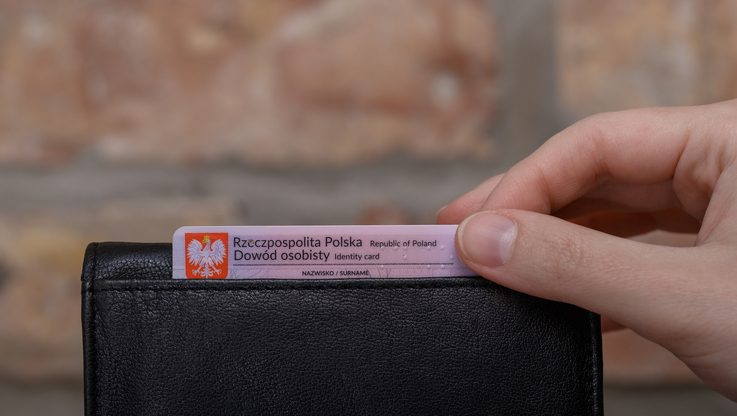 Rzeczpospolita Polska Republic of Poland
Dowód osobisty Identity card
NAZWISKO / SURNAME